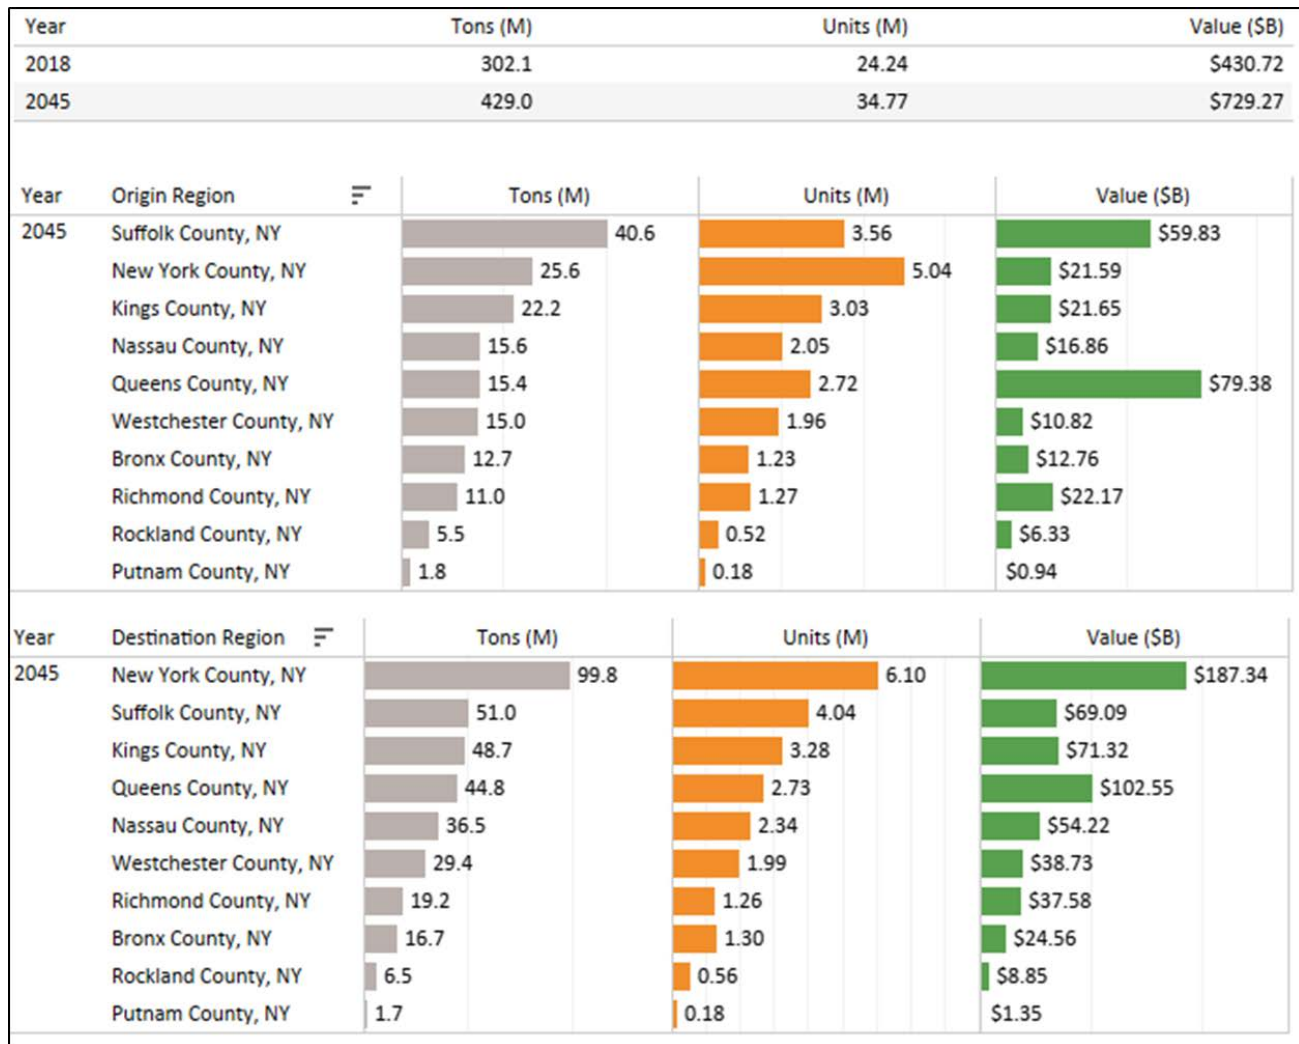 Year Tons (M) Units (M) Value ($B)
2018 302.1 24.24 $430.72
2045 429.0 34.77 $729.27
Year Origin Region Tons (M) Units (M) Value ($B)
2045 Suffolk County, NY 40.6 3.56 $59.83
New York County, NY 25.6 5.04 $21.59
Kings County, NY 22.2 3.03 $21.65
Nassau County, NY 15.6 2.05 $16.86
Queens County, NY 15.4 2.72 $79.38
Westchester County, NY 15.0 1.96 $10.82
Bronx County, NY 12.7 1.23 $12.76
Richmond County, NY 11.0 1.27 $22.17
Rockland County, NY 5.5 0.52 $6.33
Putnam County, NY 1.8 0.18 $0.94
Year Destination Region Tons (M) Units (M) Value ($B)
2045 New York County, NY 99.8 6.10 $187.34
Suffolk County, NY 51.0 4.04 $69.09
Kings County, NY 48.7 3.28 $71.32
Queens County, NY 44.8 2.73 $102.55
Nassau County, NY 36.5 2.34 $54.22
Westchester County, NY 29.4 1.99 $38.73
Richmond County, NY 19.2 1.26 $37.58
Bronx County, NY 16.7 1.30 $24.56
Rockland County, NY 6.5 0.56 $8.85
Putnam County, NY 1.7 0.18 $1.35